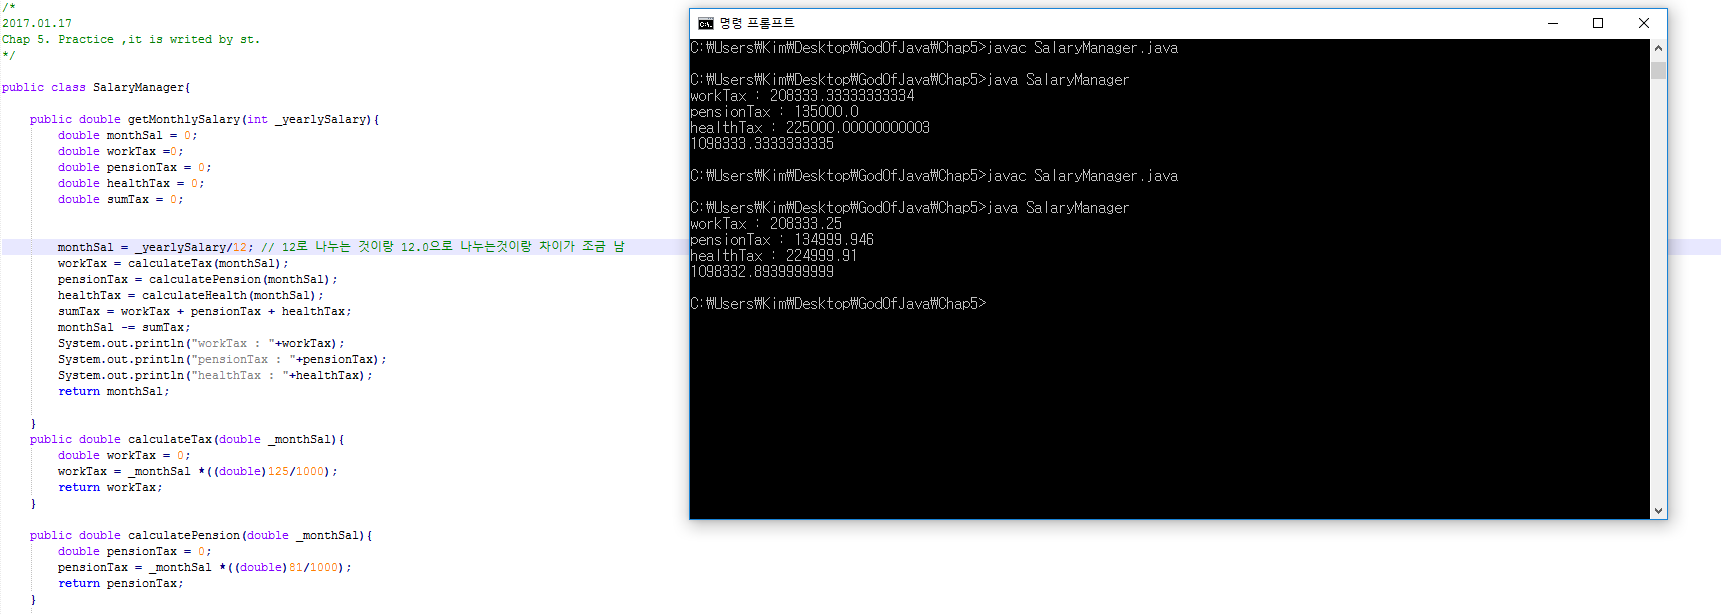 /*
2017.01.17
Chap 5. Practice ,it is writed by st.
*/
public class SalaryManager{
public double getMonthlySalary(int _yearlySalary){
double monthSal = 0;
double workTax =0;
double pensionTax = 0;
double healthTax = 0;
double sumTax = 0;
monthSal = _yearlySalary/12; // 12로 나누는 것이랑 12.0으로 나누는것이랑 차이가 조금 남
workTax = calculateTax(monthSal);
pensionTax = calculatePension(monthSal);
healthTax = calculateHealth(monthSal);
sumTax = workTax + pensionTax + healthTax;
monthSal -= sumTax;
System.out.println("workTax : "+workTax);
System.out.println("pensionTax : "+pensionTax);
System.out.println("healthTax : "+healthTax);
return monthSal;
}
public double calculateTax(double _monthSal){
double workTax = 0;
workTax = _monthSal *((double)125/1000);
return workTax;
}
public double calculatePension(double _monthSal){
double pensionTax = 0;
pensionTax = _monthSal *((double)81/1000);
return pensionTax;
}
명령 프롬프트
C:₩Users₩Kim₩Desktop₩GodOfJava₩Chap5>javac SalaryManager.java
C:₩Users₩Kim₩Desktop₩GodOfJava₩Chap5>java SalaryManager
workTax : 208333.33333333334
pensionTax : 135000.0
healthTax : 225000.00000000003
1098333.3333333335
C:₩Users₩Kim₩Desktop₩GodOfJava₩Chap5>javac SalaryManager.java
C:₩Users₩Kim₩Desktop₩GodOfJava₩Chap5>java SalaryManager
workTax : 208333.25
pensionTax : 134999.946
healthTax : 224999.91
1098332.8939999999
C:₩Users₩Kim₩Desktop₩GodOfJava₩Chap5>